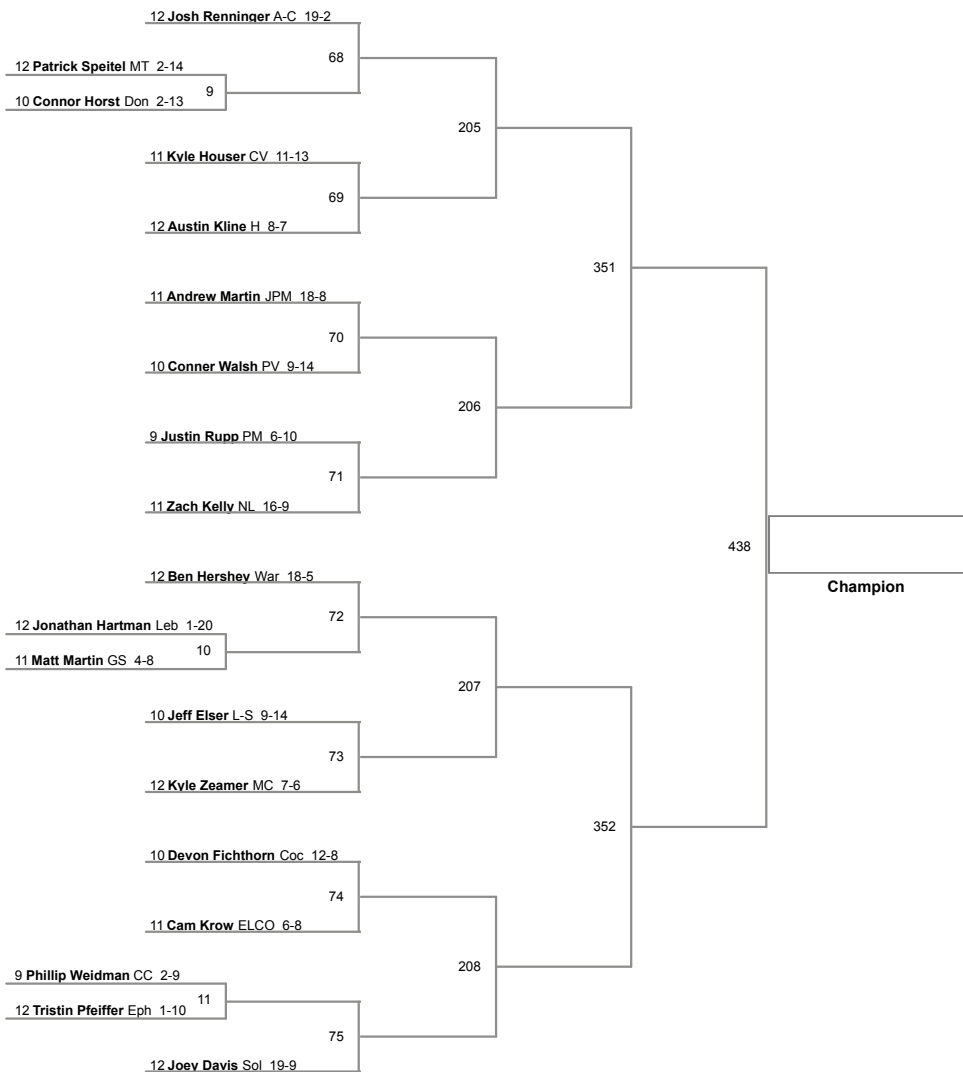 12 Josh Renninger A-C 19-2
68
12 Patrick Speitel MT 2-14
9
10 Connor Horst Don 2-13
205
11 Kyle Houser CV 11-13
69
12 Austin Kline H 8-7
351
11 Andrew Martin JPM 18-8
70
10 Conner Walsh PV 9-14
206
9 Justin Rupp PM 6-10
71
11 Zach Kelly NL 16-9
438
12 Ben Hershey War 18-5
Champion
72
12 Jonathan Hartman Leb 1-20
10
11 Matt Martin GS 4-8
207
10 Jeff Elser L-S 9-14
73
12 Kyle Zeamer MC 7-6
352
10 Devon Fichthorn Coc 12-8
74
11 Cam Krow ELCO 6-8
208
9 Phillip Weidman CC 2-9
11
12 Tristin Pfeiffer Eph 1-10
75
12 Joey Davis Sol 19-9